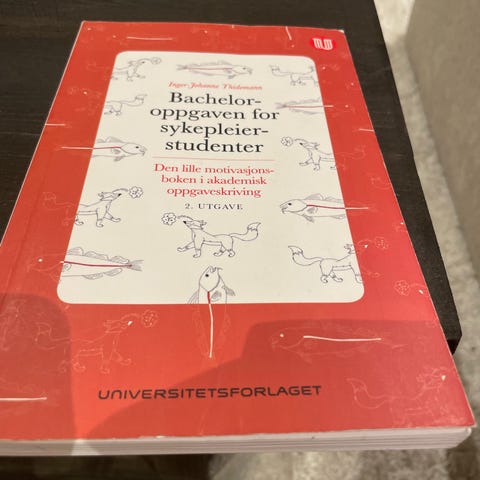 Inger-Johanne Thidemann
Bachelor-
oppgaven for
sykepleier-
studenter
Den lille motivasjons-
boken i akademisk
oppgaveskriving
2. UTGAVE
UNIVERSITETSFORLAGET